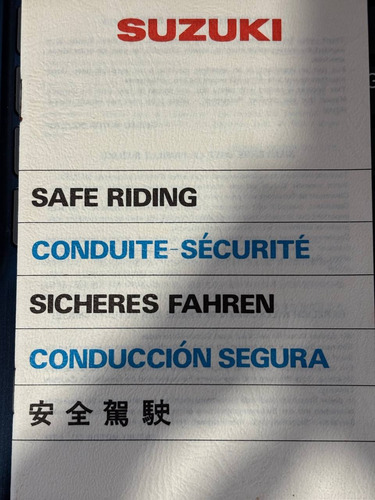 SUZUKI
SAFE RIDING
CONDUITE-SÉCURITÉ
SICHERES FAHREN
CONDUCCIÓN SEGURA
安全駕駛